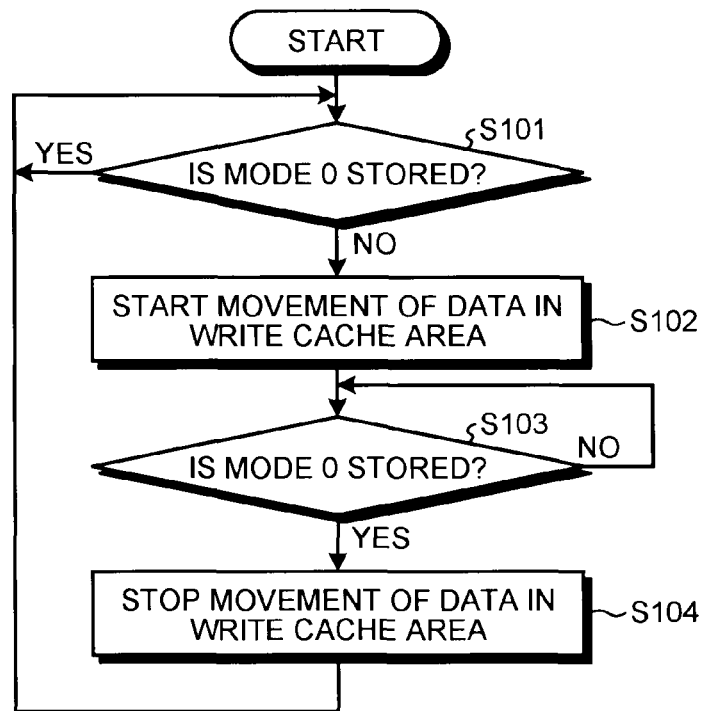 START
S101
YES
IS MODE 0 STORED?
NO
START MOVEMENT OF DATA IN
WRITE CACHE AREA
S102
S103
IS MODE 0 STORED?
NO
YES
STOP MOVEMENT OF DATA IN
WRITE CACHE AREA
S104